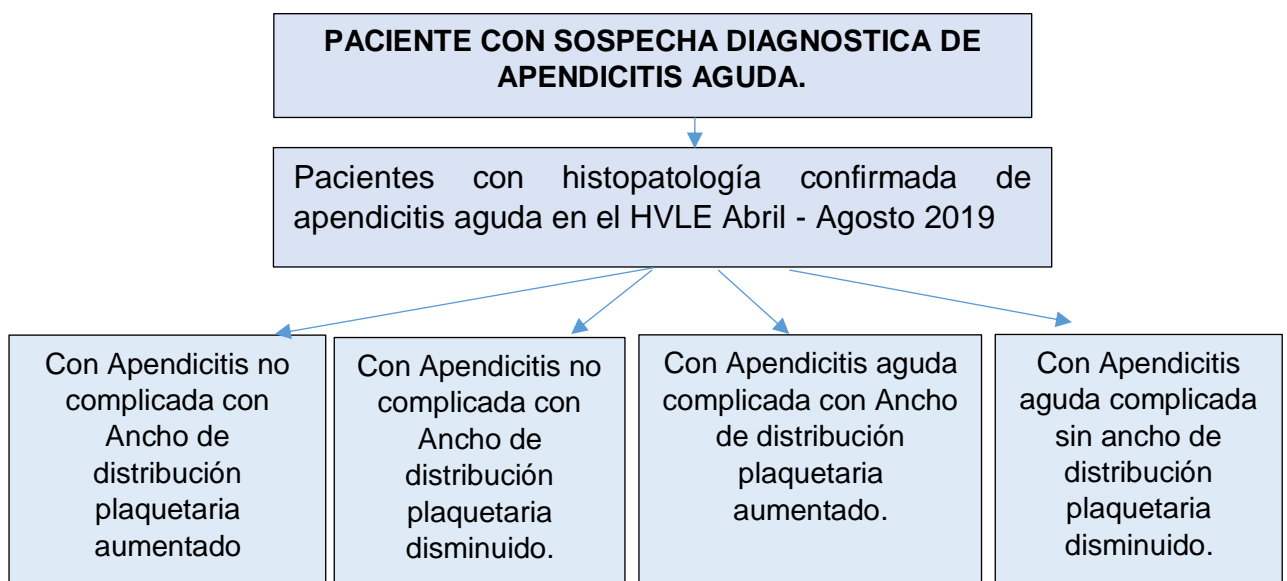 PACIENTE CON SOSPECHA DIAGNOSTICA DE
APENDICITIS AGUDA.
Pacientes con histopatología confirmada de
apendicitis aguda en el HVLE Abril - Agosto 2019
Con Apendicitis no
complicada con
Ancho de
distribución
plaquetaria
aumentado
Con Apendicitis no
complicada con
Ancho de
distribución
plaquetaria
disminuido.
Con Apendicitis aguda
complicada con Ancho
de distribución
plaquetaria
aumentado.
Con Apendicitis
aguda complicada
sin ancho de
distribución
plaquetaria
disminuido.